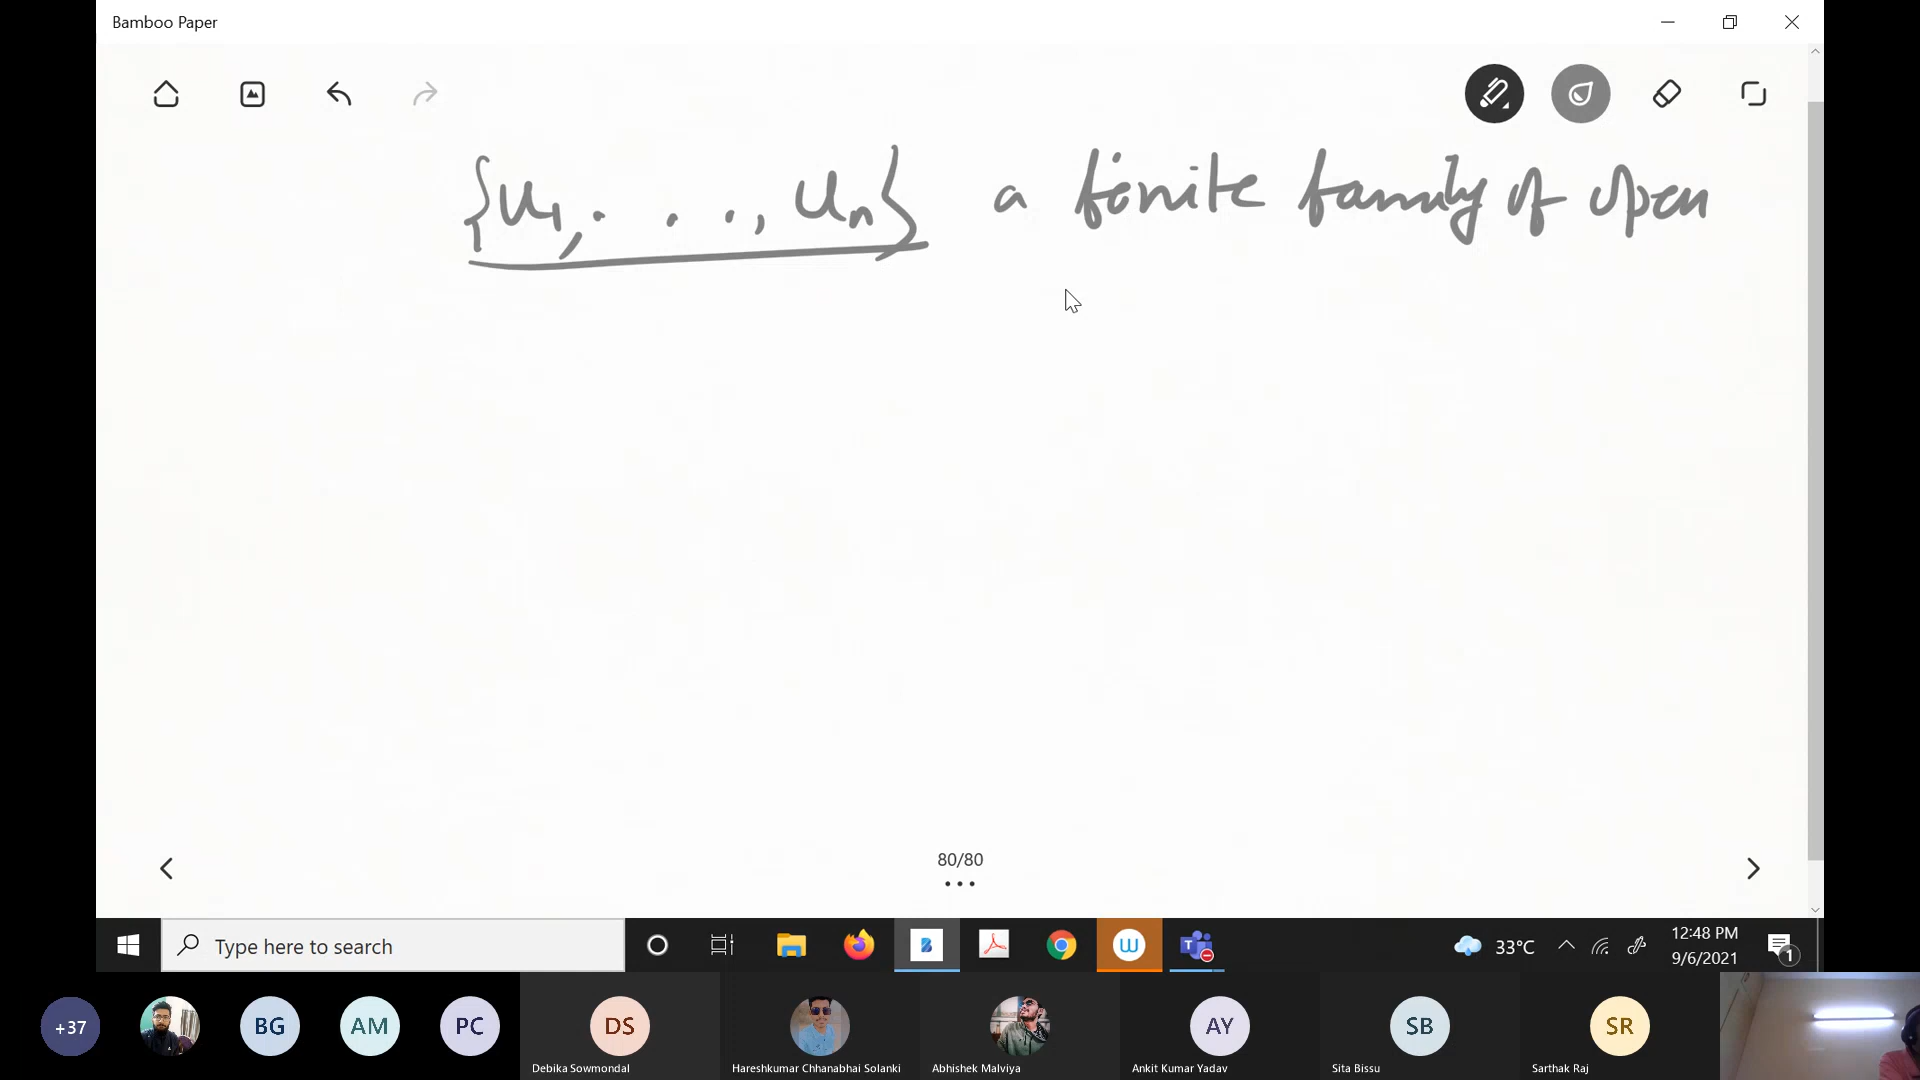 Bamboo Paper
{u1, . . ., un} a finite family of open
80/80
Type here to search
33°C
12:48 PM
9/6/2021
1
+37
BG
AM
PC
DS
AY
SB
SR
Debika Sowmondal
Hareshkumar Chhanabhai Solanki
Abhishek Malviya
Ankit Kumar Yadav
Sita Bissu
Sarthak Raj